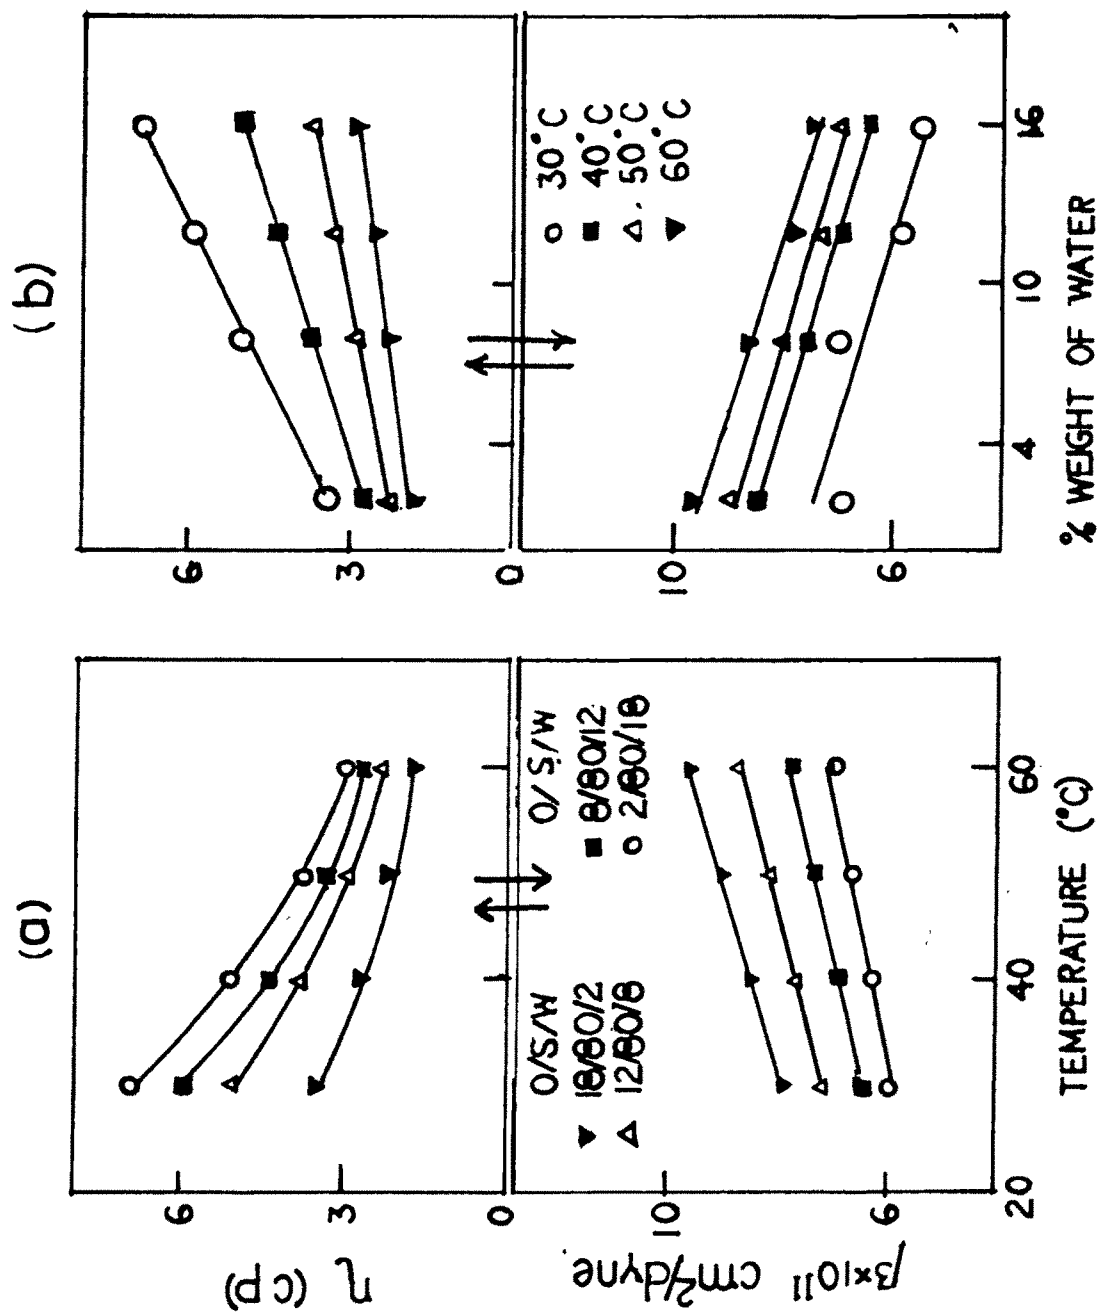 (a)
η (cp)
6
3
0
β×10¹¹ cm²/dyne
10
6
O/S/W
▼ 18/80/2
△ 12/80/8
O/S/W
■ 8/80/12
○ 2/80/18
20
40
60
TEMPERATURE (°C)
(b)
6
3
0
10
6
○ 30°C
■ 40°C
△ 50°C
▼ 60°C
4
10
16
% WEIGHT OF WATER